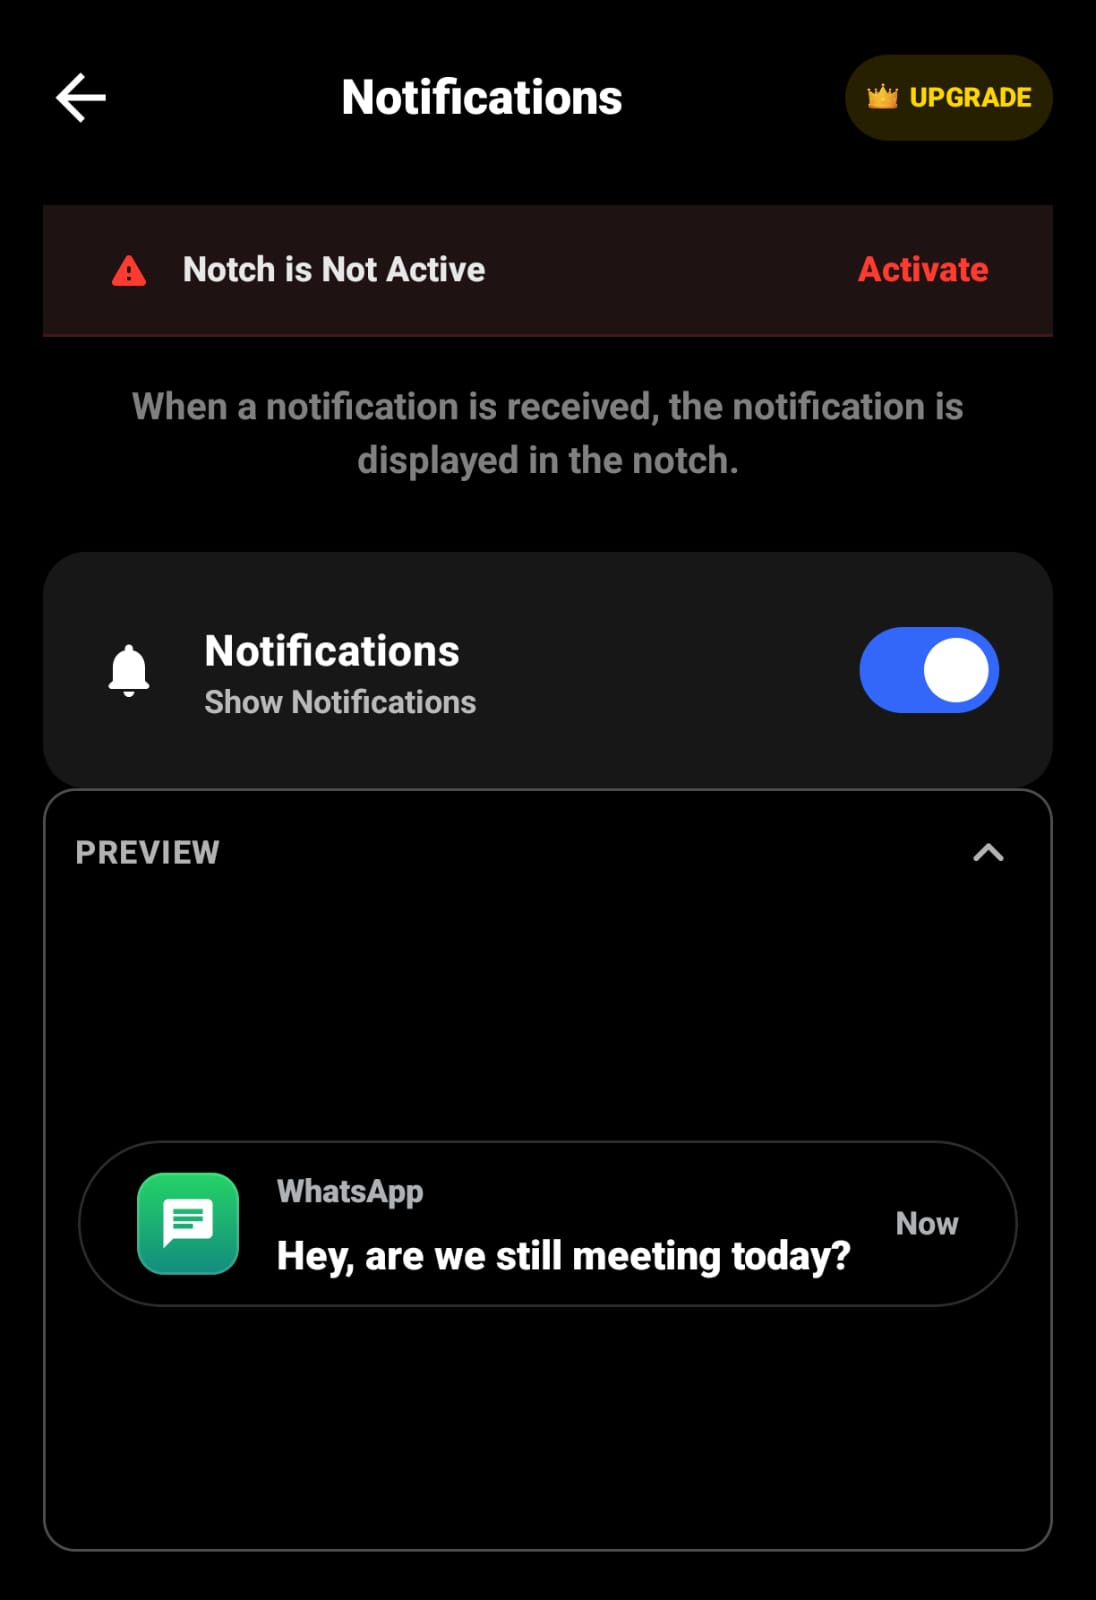 Notifications
UPGRADE
Notch is Not Active
Activate
When a notification is received, the notification is
displayed in the notch.
Notifications
Show Notifications
PREVIEW
WhatsApp
Hey, are we still meeting today?
Now